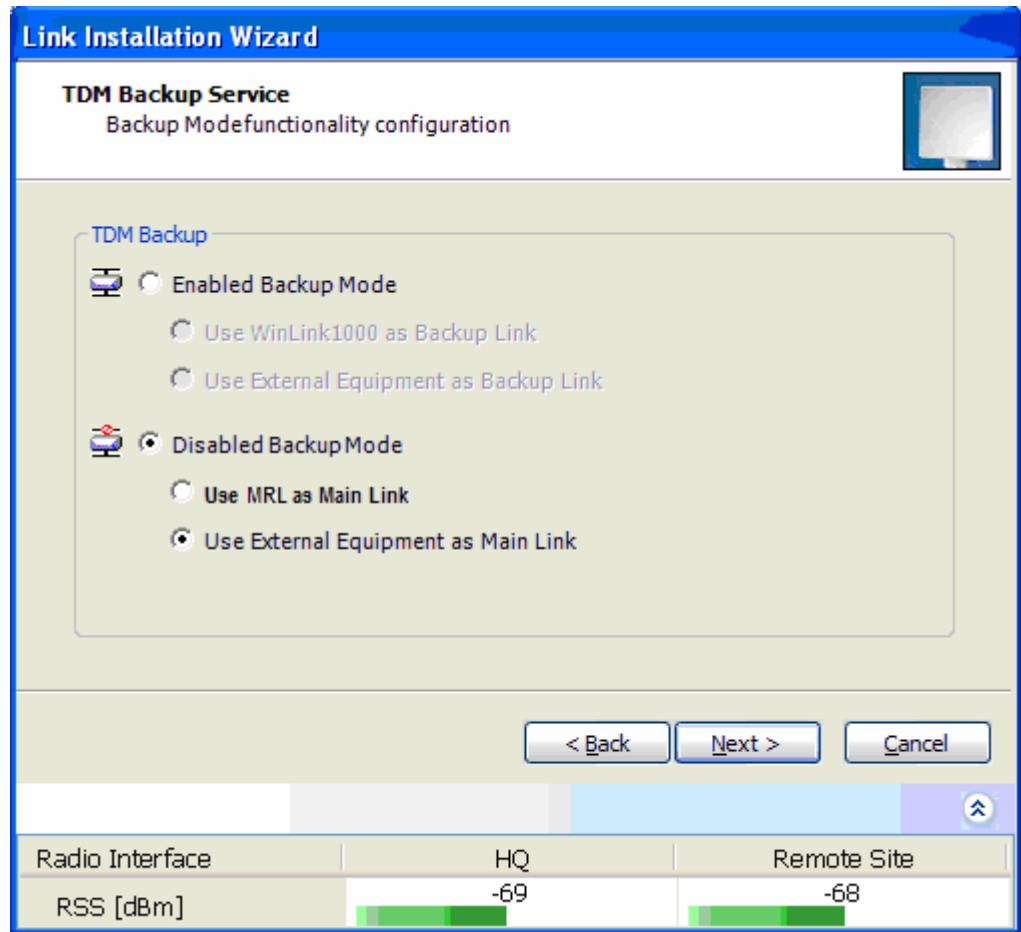 Link Installation Wizard
TDM Backup Service
Backup Modefunctionality configuration
TDM Backup
Enabled Backup Mode
Use WinLink1000 as Backup Link
Use External Equipment as Backup Link
Disabled Backup Mode
Use MRL as Main Link
Use External Equipment as Main Link
< Back Next > Cancel
Radio Interface HQ Remote Site
RSS [dBm] -69 -68